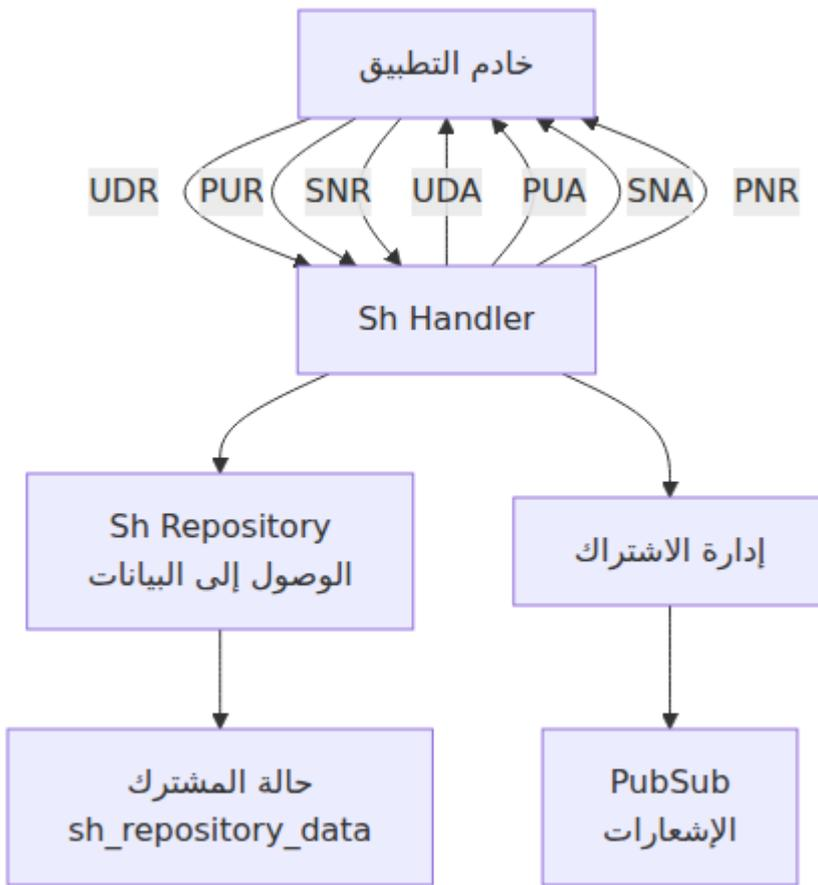 خادم التطبيق
UDR
PUR
SNR
UDA
PUA
SNA
PNR
Sh Handler
Sh Repository
الوصول إلى البيانات
إدارة الاشتراك
حالة المشترك
sh_repository_data
PubSub
الإشعارات